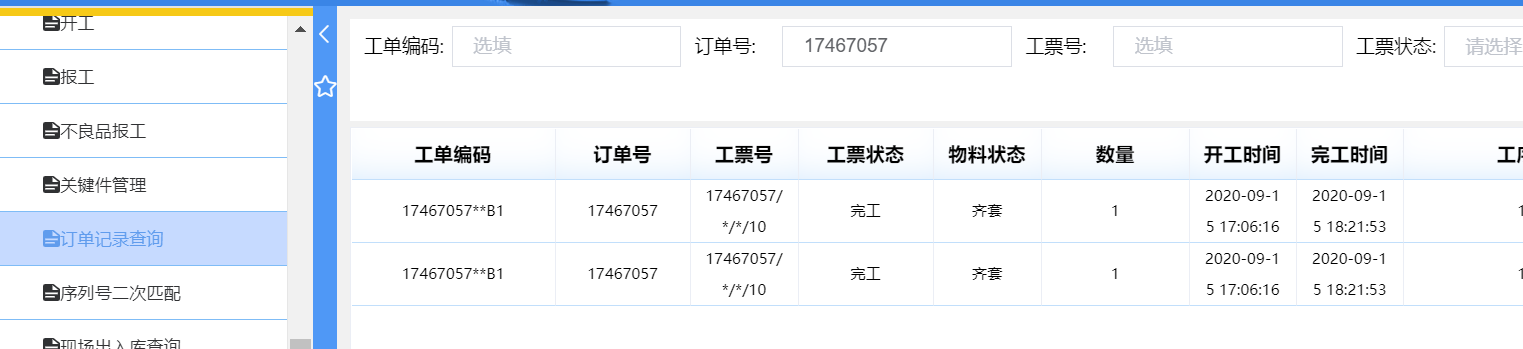 开工
报工
不良品报工
关键件管理
订单记录查询
序列号二次匹配
现场出入库查询
工单编码: 选填 订单号: 17467057 工票号: 选填 工票状态: 请选择
工单编码 订单号 工票号 工票状态 物料状态 数量 开工时间 完工时间
17467057**B1 17467057 17467057/ 完工 齐套 1 2020-09-1 2020-09-1
*/*/10 5 17:06:16 5 18:21:53
17467057**B1 17467057 17467057/ 完工 齐套 1 2020-09-1 2020-09-1
*/*/10 5 17:06:16 5 18:21:53